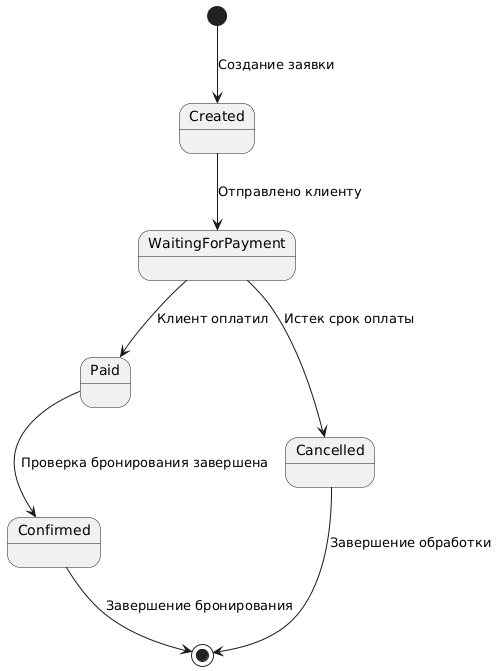 Создание заявки
Created
Отправлено клиенту
WaitingForPayment
Клиент оплатил
Истек срок оплаты
Paid
Cancelled
Проверка бронирования завершена
Confirmed
Завершение обработки
Завершение бронирования